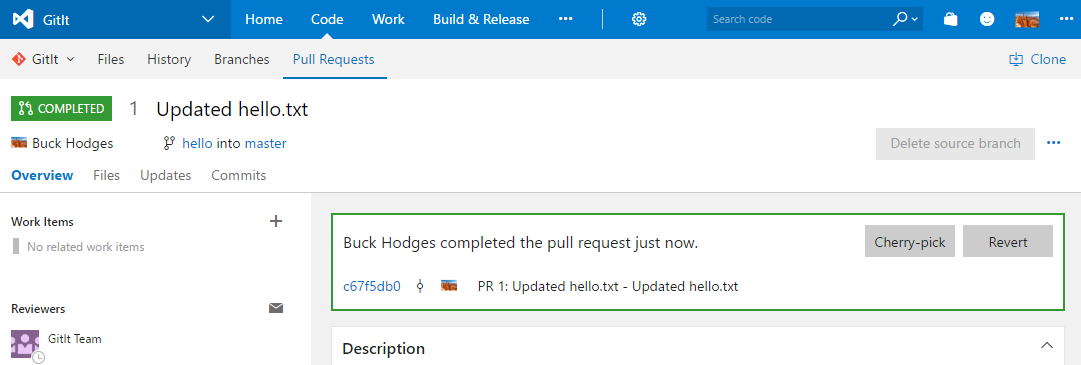 GitIt Home Code Work Build & Release ••• Search code •••
GitIt Files History Branches Pull Requests Clone
COMPLETED 1 Updated hello.txt
Buck Hodges hello into master Delete source branch •••
Overview Files Updates Commits
Work Items +
No related work items
Buck Hodges completed the pull request just now. Cherry-pick Revert
c67f5db0 PR 1: Updated hello.txt - Updated hello.txt
Reviewers
GitIt Team
Description